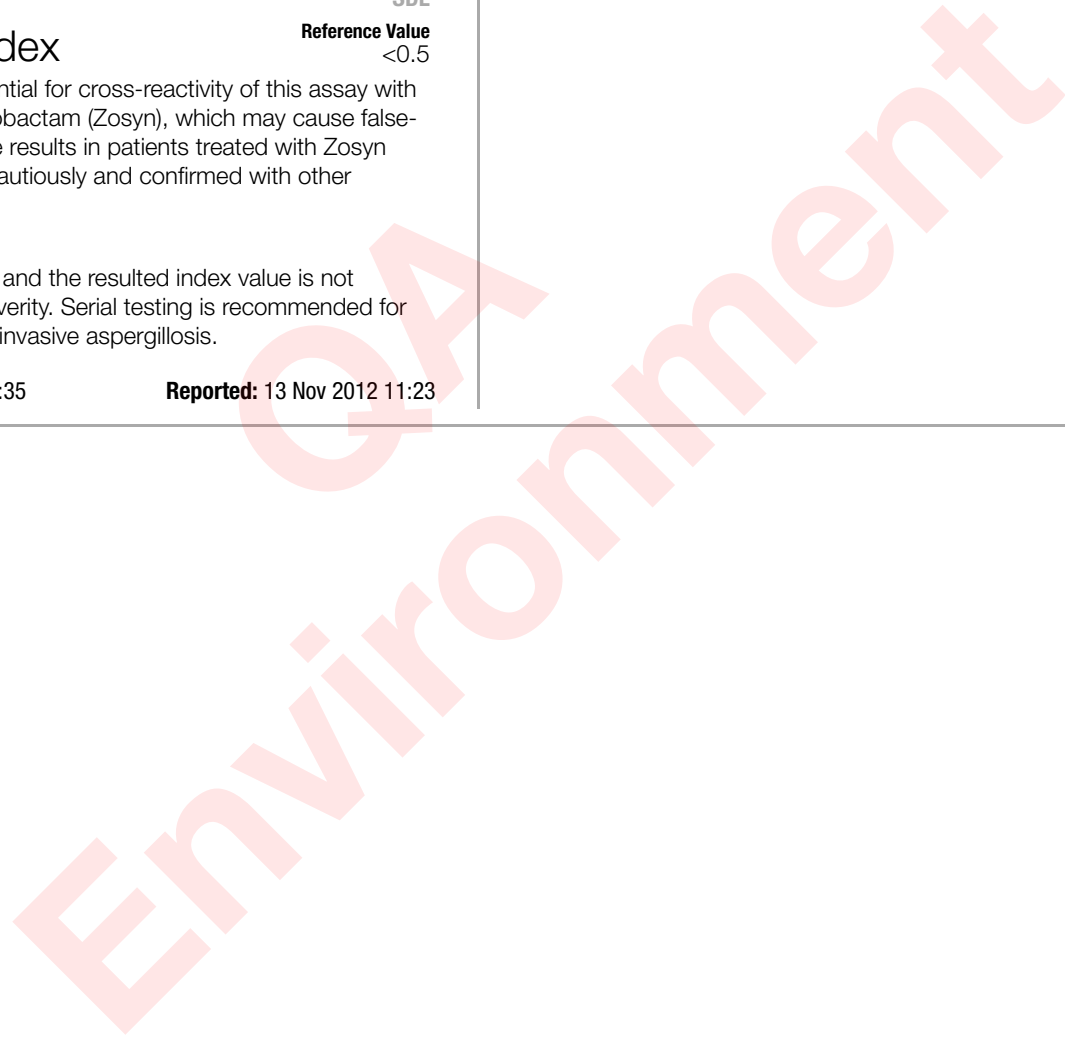 Reference Value
dex <0.5
ntial for cross-reactivity of this assay with
obactam (Zosyn), which may cause false-
e results in patients treated with Zosyn
autiously and confirmed with other
and the resulted index value is not
verity. Serial testing is recommended for
invasive aspergillosis.
:35 Reported: 13 Nov 2012 11:23
QA
Environment